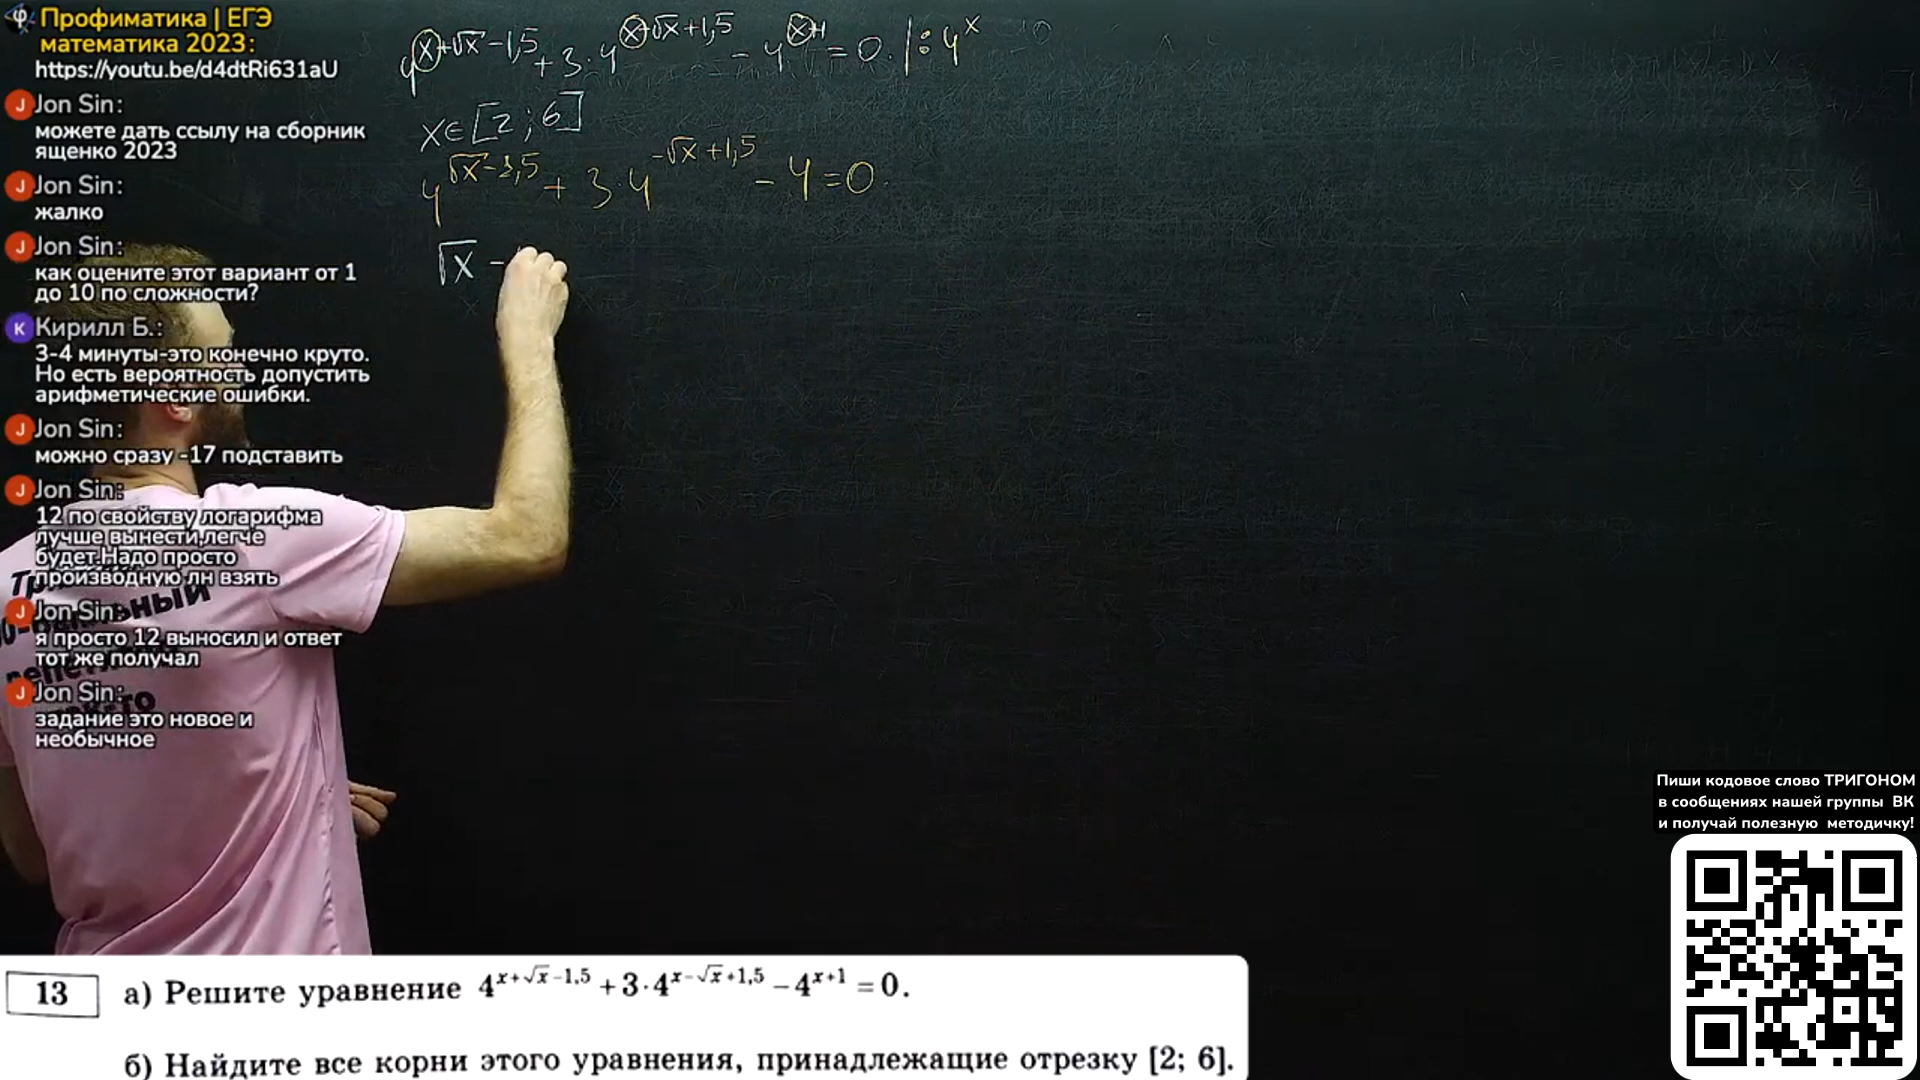 Профиматика | ЕГЭ
математика 2023:
https://youtu.be/d4dtRi631aU
Jon Sin:
можете дать ссылу на сборник
ященко 2023
Jon Sin:
жалко
Jon Sin:
как оцените этот вариант от 1
до 10 по сложности?
Кирилл Б.:
3-4 минуты-это конечно круто.
Но есть вероятность допустить
арифметические ошибки.
Jon Sin:
можно сразу -17 подставить
Jon Sin:
12 по свойству логарифма
лучше вынести,легче
будет.Надо просто
производную лн взять
Jon Sin:
я просто 12 выносил и ответ
тот же получал
Jon Sin:
задание это новое и
необычное
4^{x+√x-1,5} + 3·4^{x-√x+1,5} - 4^{x+1} = 0. |:4^x
x∈[2;6]
4^{√x-1,5} + 3·4^{-√x+1,5} - 4 = 0.
√x -
Пиши кодовое слово ТРИГОНОМ
в сообщениях нашей группы ВК
и получай полезную методичку!
13 а) Решите уравнение 4^{x+√x-1,5} + 3·4^{x-√x+1,5} - 4^{x+1} = 0.
б) Найдите все корни этого уравнения, принадлежащие отрезку [2; 6].